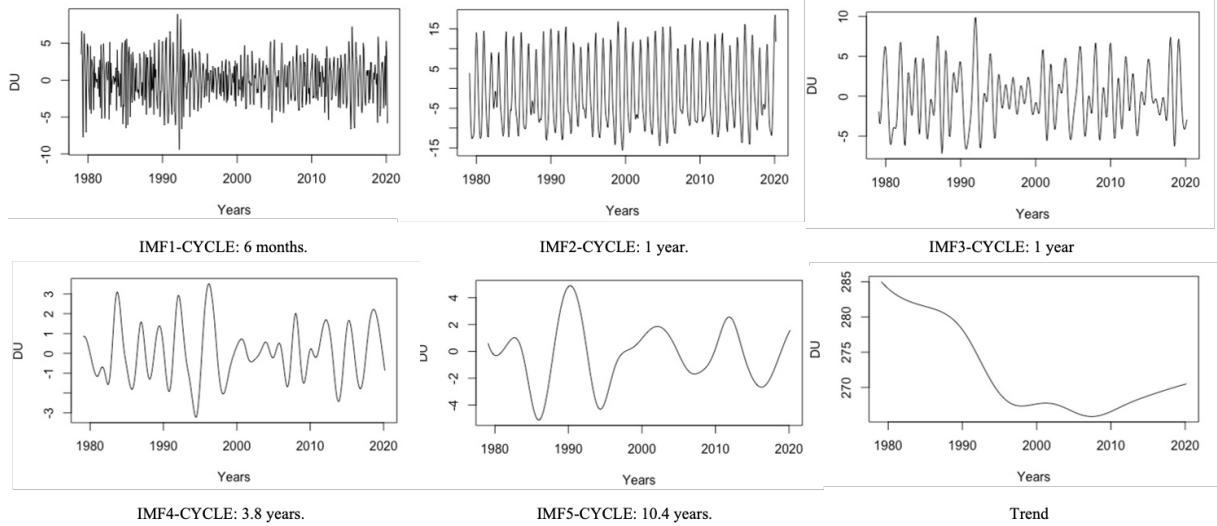 DU
5
0
-5
-10
1980 1990 2000 2010 2020
Years
IMF1-CYCLE: 6 months.
DU
15
5
-5
-15
1980 1990 2000 2010 2020
Years
IMF2-CYCLE: 1 year.
DU
10
5
0
-5
1980 1990 2000 2010 2020
Years
IMF3-CYCLE: 1 year
DU
3
2
1
0
-1
-3
1980 1990 2000 2010 2020
Years
IMF4-CYCLE: 3.8 years.
DU
4
2
0
-2
-4
1980 1990 2000 2010 2020
Years
IMF5-CYCLE: 10.4 years.
DU
285
280
275
270
1980 1990 2000 2010 2020
Years
Trend